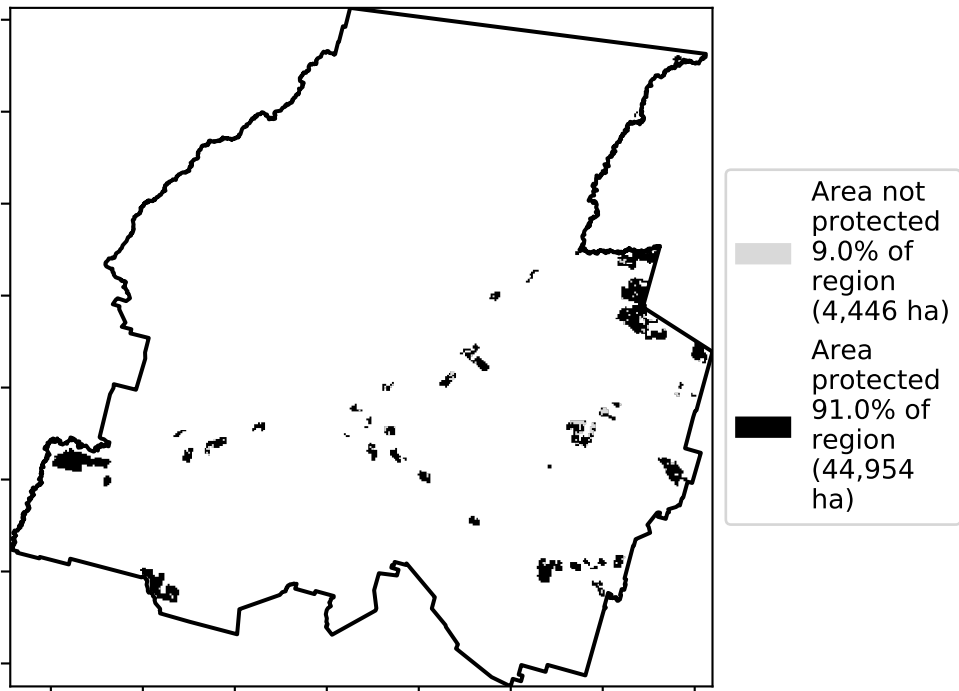 Area not
protected
9.0% of
region
(4,446 ha)
Area
protected
91.0% of
region
(44,954
ha)